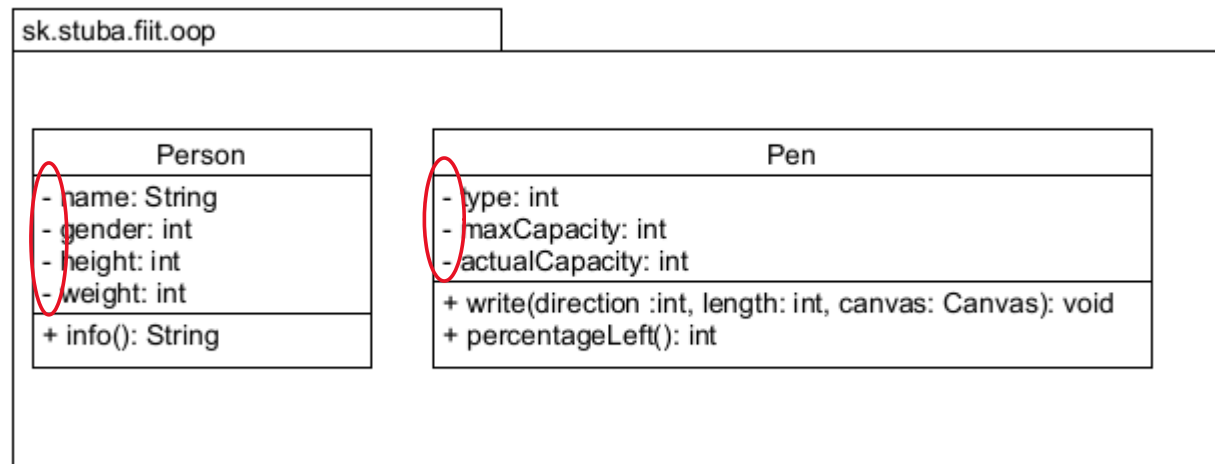 sk.stuba.fiit.oop
Person
- name: String
- gender: int
- height: int
- weight: int
+ info(): String
Pen
- type: int
- maxCapacity: int
- actualCapacity: int
+ write(direction :int, length: int, canvas: Canvas): void
+ percentageLeft(): int